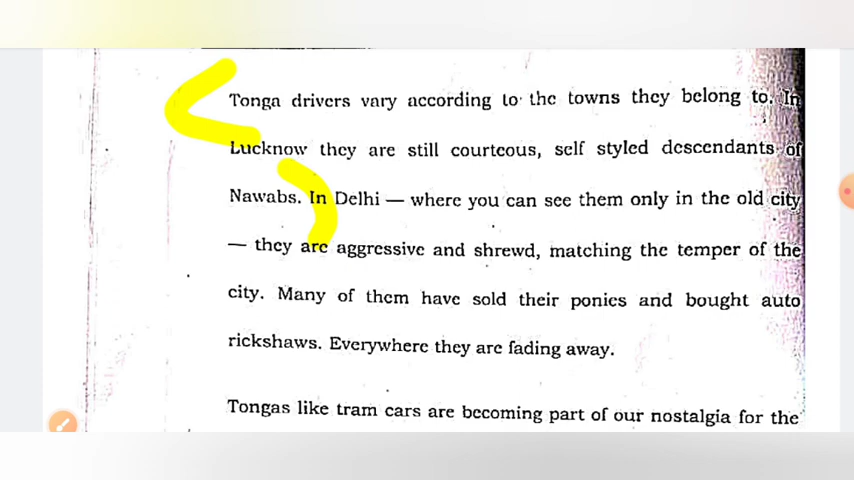 Tonga drivers vary according to the towns they belong to. In
Lucknow they are still courteous, self styled descendants of
Nawabs. In Delhi — where you can see them only in the old city
— they are aggressive and shrewd, matching the temper of the
city. Many of them have sold their ponies and bought auto
rickshaws. Everywhere they are fading away.
Tongas like tram cars are becoming part of our nostalgia for the